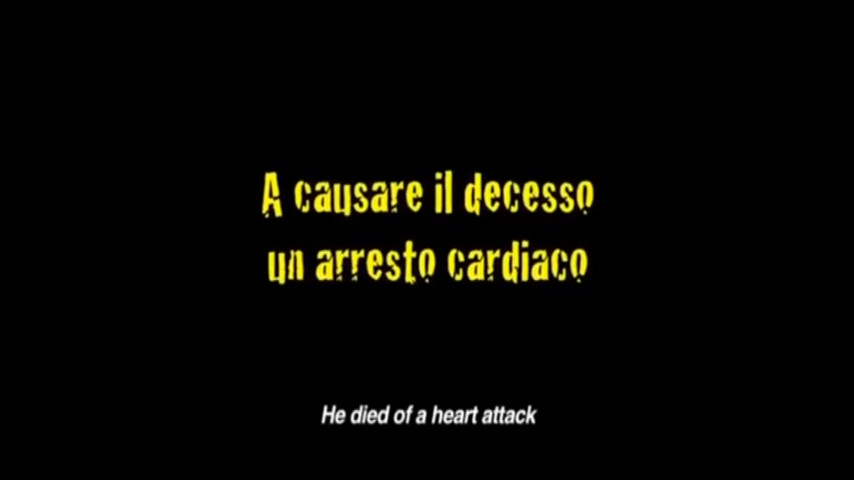 A causare il decesso
un arresto cardiaco
He died of a heart attack